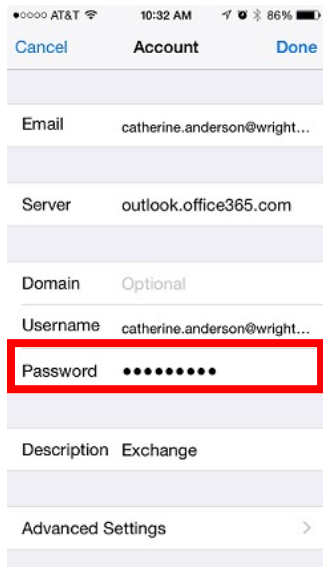 AT&T 10:32 AM 86%
Cancel Account Done
Email catherine.anderson@wright...
Server outlook.office365.com
Domain Optional
Username catherine.anderson@wright...
Password •••••••••
Description Exchange
Advanced Settings >